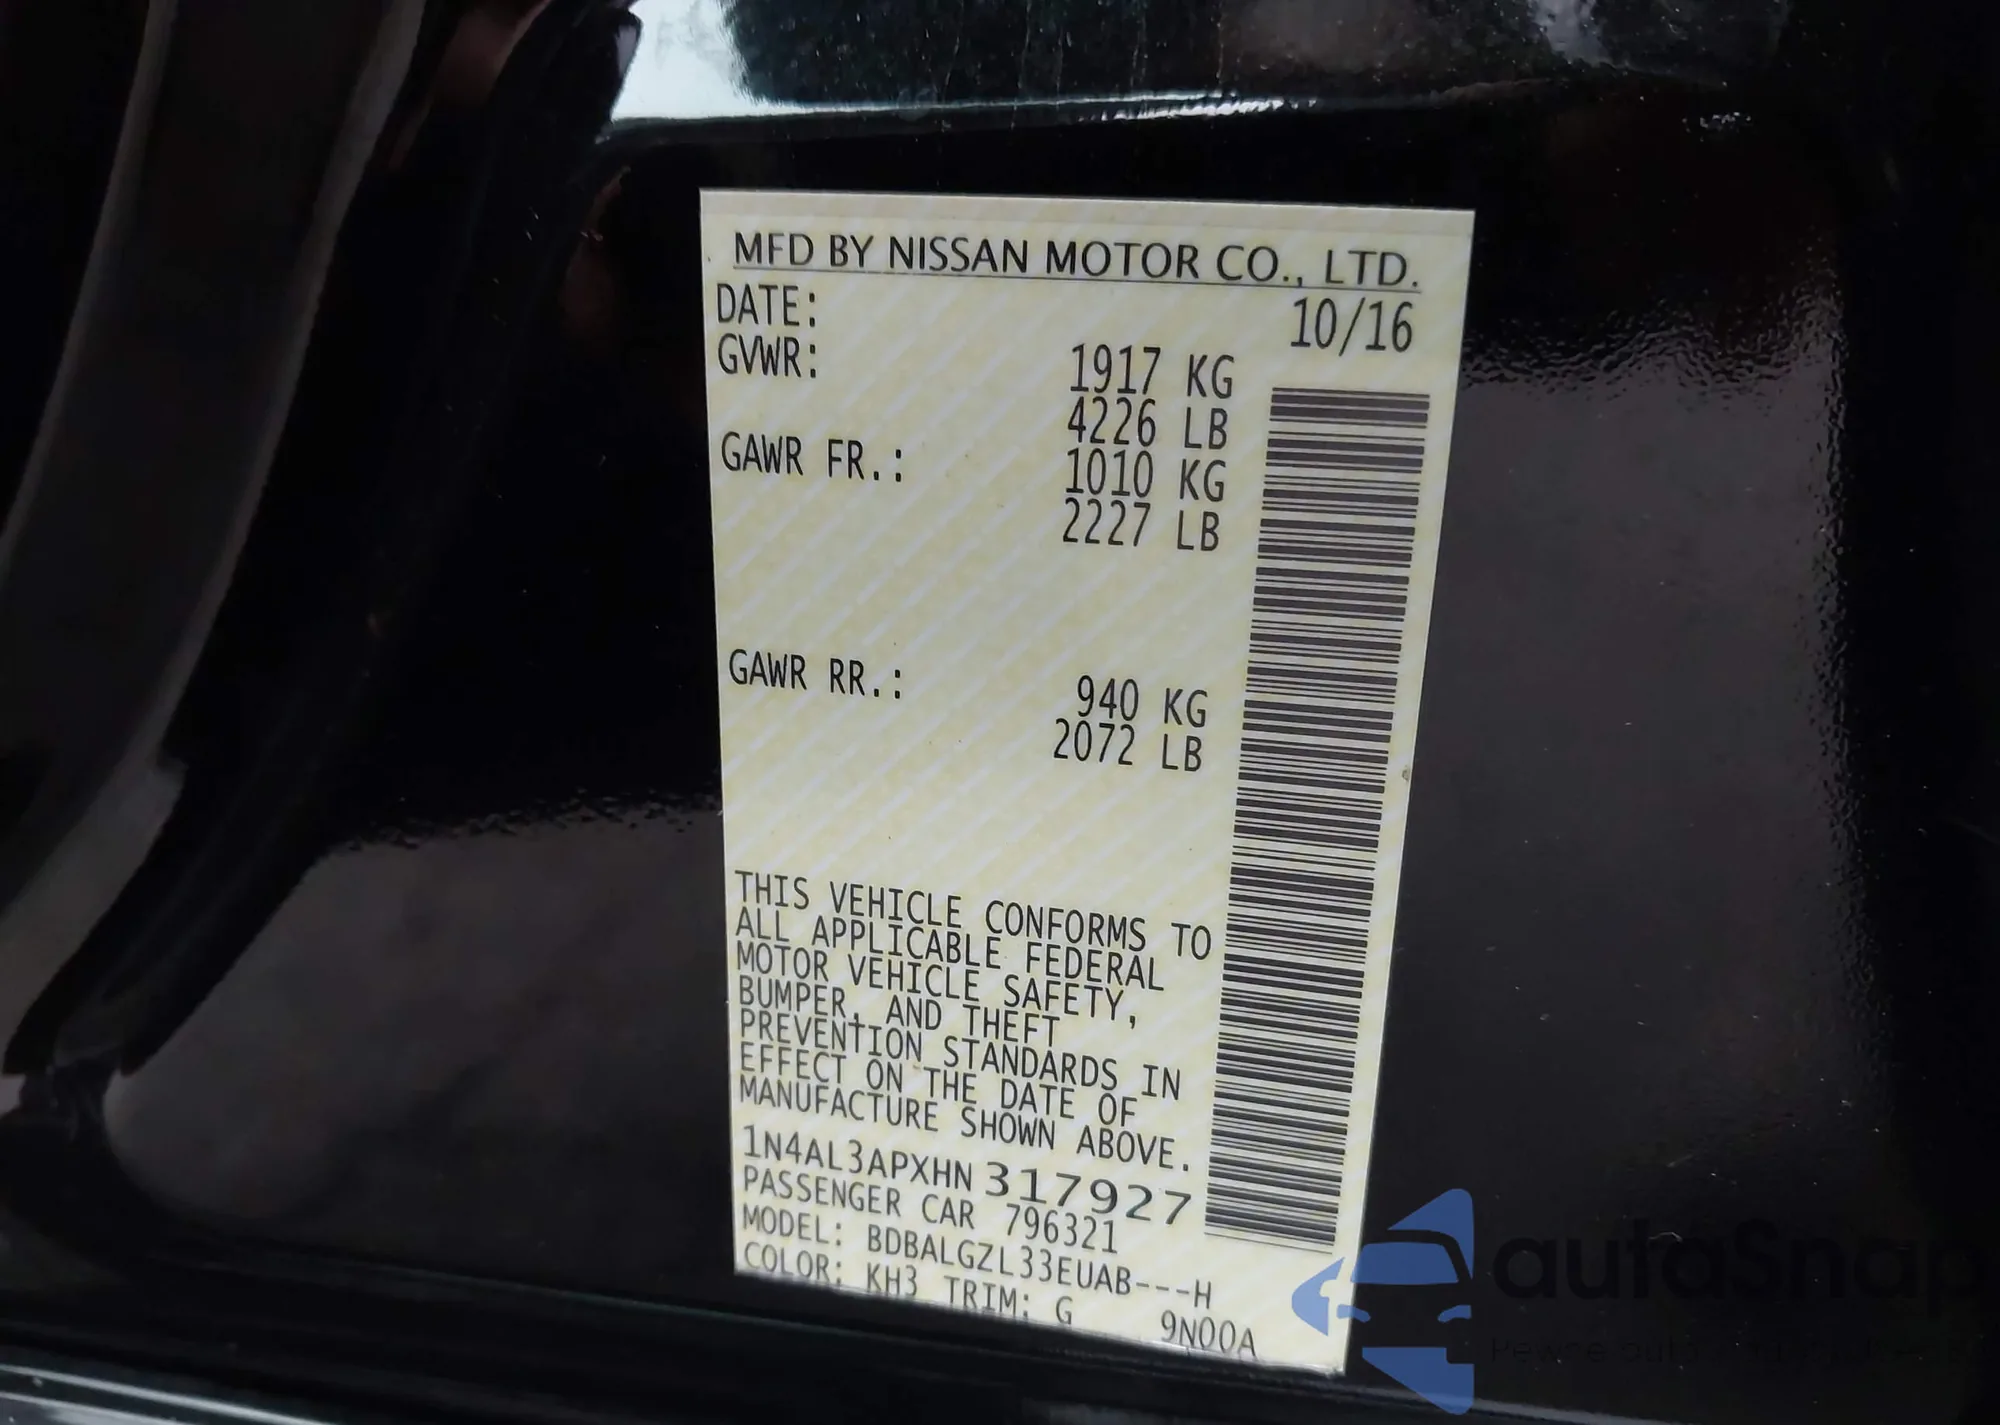 MFD BY NISSAN MOTOR CO., LTD.
DATE: 10/16
GVWR: 1917 KG
4226 LB
GAWR FR.: 1010 KG
2227 LB
GAWR RR.: 940 KG
2072 LB
THIS VEHICLE CONFORMS TO
ALL APPLICABLE FEDERAL
MOTOR VEHICLE SAFETY,
BUMPER, AND THEFT
PREVENTION STANDARDS IN
EFFECT ON THE DATE OF
MANUFACTURE SHOWN ABOVE.
1N4AL3APXHN 317927
PASSENGER CAR 796321
MODEL: BDBALGZL33EUAB---H
COLOR: KH3 TRIM: G 9N00A
autoSnap